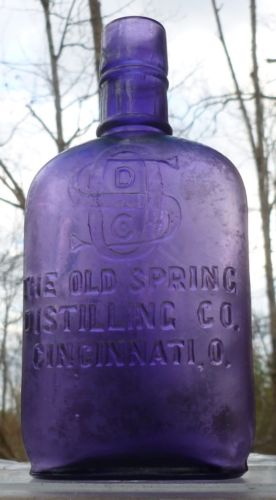 D
S
C
THE OLD SPRING
DISTILLING CO.
CINCINNATI, O.